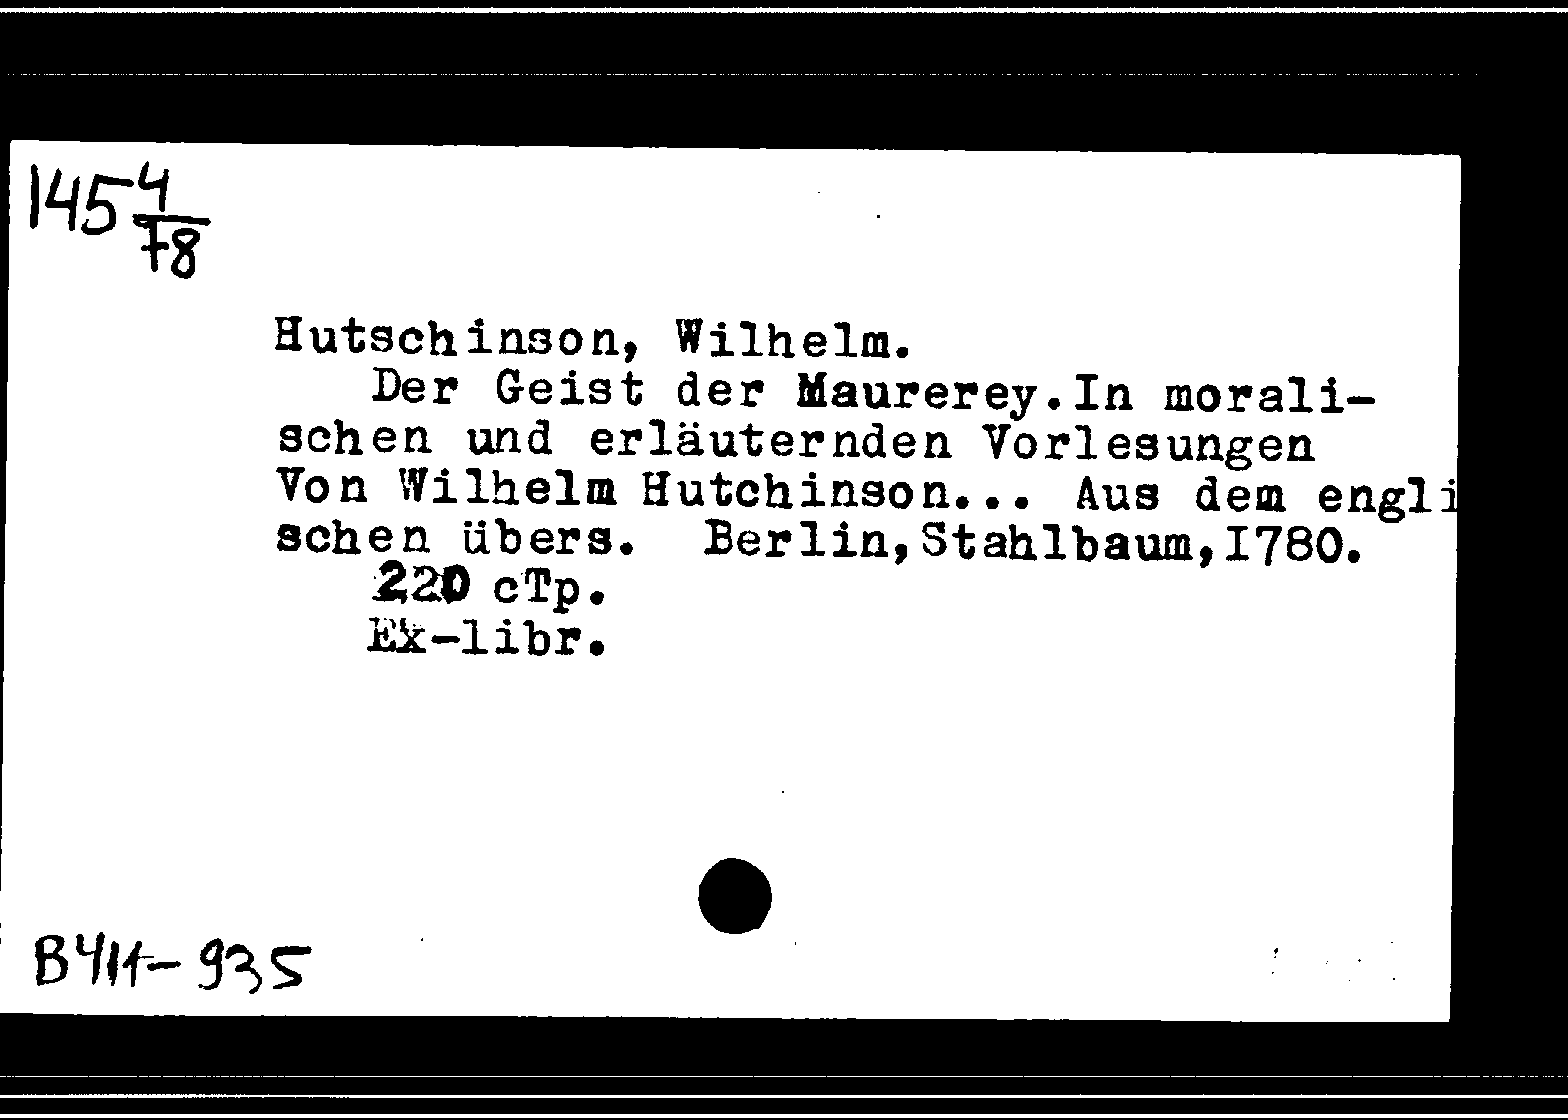 145 4/78
Hutschinson, Wilhelm.
Der Geist der Maurerey.In morali-
schen und erläuternden Vorlesungen
Von Wilhelm Hutchinson... Aus dem engli
schen übers. Berlin,Stahlbaum,I780.
220 cTp.
Ex-libr.
В411-935